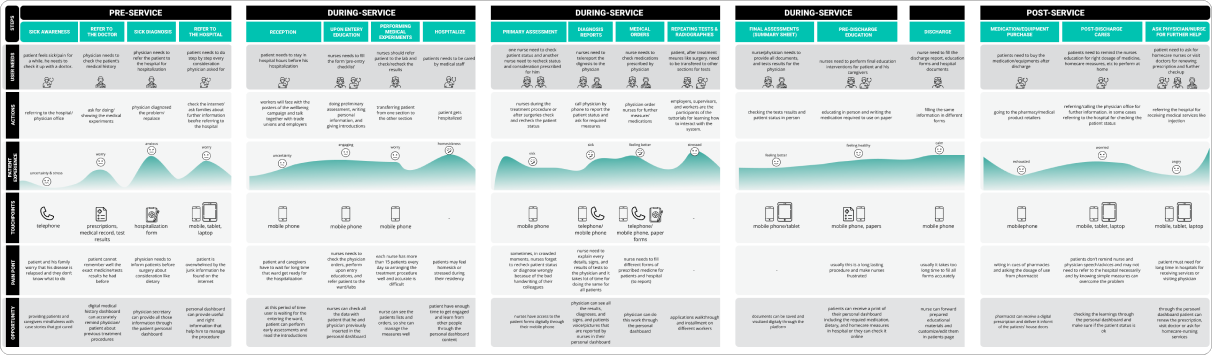 PRE-SERVICE
DURING-SERVICE
DURING-SERVICE
DURING-SERVICE
POST-SERVICE
STEPS
SICK AWARENESS
REFER TO
THE DOCTOR
SICK DIAGNOSIS
REFER TO
THE HOSPITAL
RECEPTION
UPON ENTERY
EDUCATION
PERFORMING
MEDICAL
EXPERIMENTS
HOSPITALIZE
PRIMARY ASSESSMENT
DIAGNOSIS
REPORTS
MEDICAL
ORDERS
REPEATING TESTS &
RADIOGRAPHIES
FINAL ASSESSMENTS
(SUMMARY SHEET)
PRE-DISCHARGE
EDUCATION
DISCHARGE
MEDICATION/EQUIPMENT
PURCHASE
POST-DISCHARGE
CARES
ASK PHYSICIAN/NURSE
FOR FURTHER HELP
USER NEEDS
patient feels sick/pain for
a while, he needs to
check it up with a doctor.
physician needs to
check the patient's
medical history
physician needs to
refer the patient to
the hospital for
hospitalization
patient needs to do
step by step every
consideration
physician asked for
patient needs to stay in
hospital hours before his
hospitalization
nurses needs to fill
the form 'pre-entry
checklist'
nurses should refer
patient to the lab and
check/rechcek the
results
patient needs to be cared
by medical staff
one nurse need to check
patient status and another
nurse need to recheck status
and consideration prescribed
for him
nurses need to
telereport the
dignosis to the
physician
nurses need to
check medications
prescribed by
physician
patient, after treatment
mesures like surgery, need
to be transferred to other
sections for tests
nurse/physician needs to
provide all documents,
and tests results for the
physician
nurses need to perform final education
interventions for patient and his
caregivers
nurse need to fill the
discharge report, education
forms and hospital
documents
patients need to buy the
medication/equipments after
discharge
patients need to remind the nurses
education for right dosage of medicine,
homecare measures, etc to perform at
home
patient need to ask for
homecare nurse or visit
doctors for renewing,
prescription and further
checkup
ACTIONS
referring to the hospital/
physician office
ask for doing/
showing the medical
experiments
physician diagnosed
the problem/
repulose
check the interven/
ask families about
further information
before referring
to the hospital
workers will face with the
system of the wellbeing
campaign and talk
together with trade
unions and employers
doing preliminary
assessment, writing
personal
information, and
giving introductions
transferring patient
from one section to
the other section
patient gets
hospitalized
nurses during the
treatment procedure or
after surgeries check
and recheck the patient
status
call physician by
phone to report the
patient status and
ask for required
measures
physician order
nurses for further
measure/
medications
employers, supervisors,
and workers are the
participants of the
tutorials for learning how
to interact with the
system.
checking the tests results and
patient status in person
educating in person and writing the
medication required to use on paper
filling the same
information in different
forms
going to the pharmacy/medical
product retailers
referring/calling the physician office for
further information. in some cases
referring to the hospital for checking the
patient status
referring the hospital for
receiving medical services like
injection
PATIENT
EXPERIENCE
uncertainty & stress
worry
anxious
worry
uncertainty
engaging
worry
homesickness
sick
sick
feeling better
stressed
feeling better
feeling healthy
calm
exhausted
worried
angry
TOUCHPOINTS
telephone
prescriptions,
medical record, test
results
hospitalization
form
mobile, tablet,
laptop
mobile phone
mobile phone
mobile phone
-
mobile phone
telephone/
mobile phone
telephone/
mobile phone, paper
forms
-
mobile phone/tablet
mobile phone, papers
mobile phone
mobilephone
mobile, tablet, laptop
mobile, tablet, laptop
PAIN POINT
patient and his family
worry that his disease is
relapsed and they don't
know what to do
patient cannot
remember well the
exact medicine/tests
results he had
before
physician needs to
inform patients before
surgery about
consideration like
dietary
patient is
overwhelmed by the
junk information he
found on the
internet
patient and caregivers
have to wait for long time
that ward get ready for
hospitalization
nurses needs to
check the physician
orders, perform
upon entry
educations, and
refer patient to the
ward/labs
each nurse has more
than 15 patients every
day so arranging the
treatment procedure
well and accurate is
difficult
patients may feel
homesick or
stressed during
their residency
sometimes, in crowded
moments, nurses forget
to recheck patient status
or diagnose wrongly
because of the bad
handwriting of their
colleagues
nurses need to
explain every
details, signs, and
results of tests to
the physician and it
takes lot of time for
doing the same for
all patients
nurses need to fill
different forms of
prescribed medicine for
patients and hospital
(to report)
-
-
usually this is a long lasting
procedure and make nurses
frustrated
usually it takes too
long time to fill all
forms accurately
waiting in cues of pharmacies
and asking the dosage of use
from pharmacy
patients don't remind nurse and
physician speech/advices and may not
need to refer to the hospital necessarily
and by knowing simple measures can
overcome the problem
patient must need for
long time in hospitals for
receiving services or
visiting physician
OPPORTUNITY
providing patients and
caregivers mindfulness with
case stories that got cured
digital medical
history dashboard
can accurately
remind physician/
patient about
previous treatment
procedures
physician secretary
can provide all those
information through
the patient personal
dashboard
personal dashboard
can provide useful
and right
information that
help him to manage
the procedure
at this period of time
user is waiting for the
entering the ward,
patient can perform
early assessments and
read the introductions
nurses can check all
the data with
patient that he and
physician previously
inserted in the
personal dashboard
nurse can see the
patients lists and
orders, so she can
manage the
measures well
patient have enough
time to get engaged
and learn from
other people
through the
personal dashboard
content
nurses have access to the
patient forms digitally through
their mobile phone.
physician can see all
the results,
diagnoses, and
signs, and patients
voice/pictures that
are reported by
nurses in their
personal dashboard
physician can do
this work through
the personal
dashboard
applications walkthrough
and installment on
different workers
documents can be saved and
visualized digitaly through the
platform
patients can receive a print of
their personal dashboard
including the required medication,
dietary, and homecare measures
in hospital or they can check it
online
nurse can forward
prepared
educational
materials and
customize/edit them
in patients page
pharmacist can receive a digital
prescription and deliver it infront
of the patients' house doors
checking the learnings
through the personal
dashboard and make
sure if the patient status is
ok
through the personal
dashboard patient can
renew the prescription,
visit doctor or ask for
homecare-nursing
services